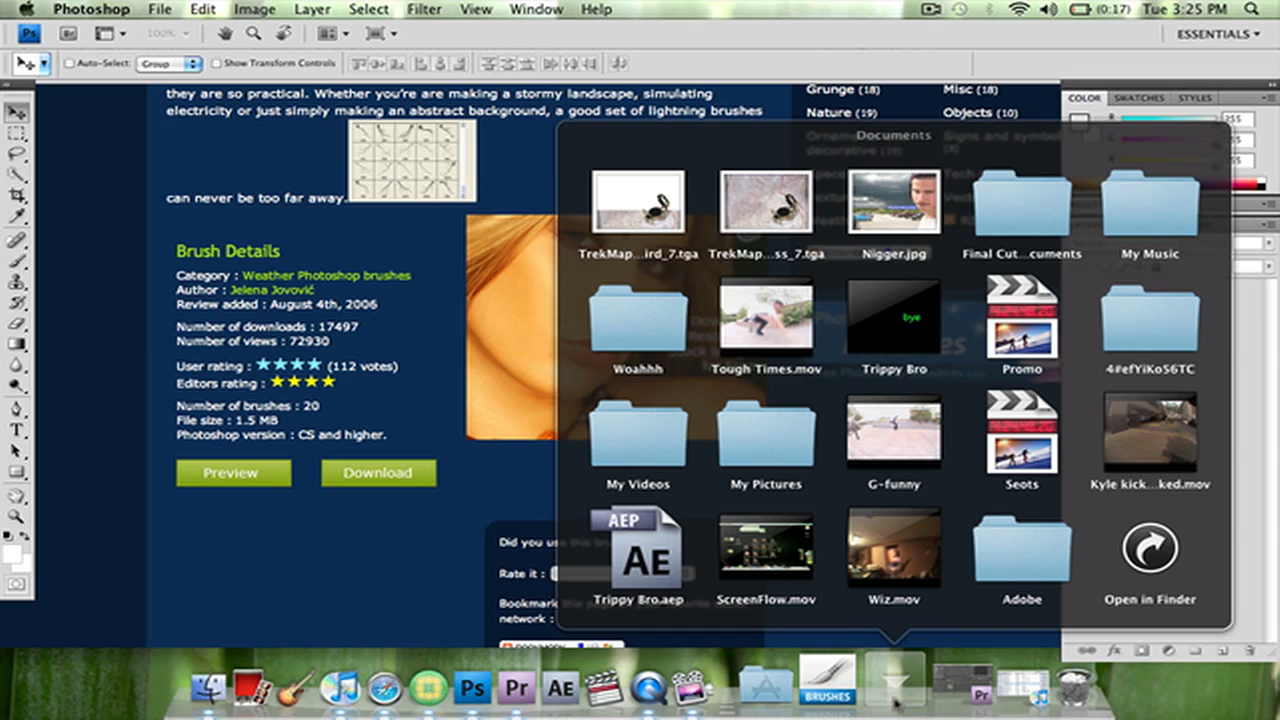 Photoshop File Edit Image Layer Select Filter View Window Help (0:17) Tue 3:25 PM
Ps Br 100% ESSENTIALS
Auto-Select: Group Show Transform Controls
they are so practical. Whether you're are making a stormy landscape, simulating
electricity or just simply making an abstract background, a good set of lightning brushes
can never be too far away.
Grunge (18) Misc (18)
Nature (19) Objects (10)
COLOR SWATCHES STYLES
Documents
TrekMap...ird_7.tga TrekMap...ss_7.tga Nigger.jpg Final Cut...cuments My Music
bye
Woahhh Tough Times.mov Trippy Bro Promo 4#efYiKo56TC
My Videos My Pictures G-funny Seots Kyle kick...ked.mov
AEP
AE
Trippy Bro.aep ScreenFlow.mov Wiz.mov Adobe Open in Finder
Brush Details
Category : Weather Photoshop brushes
Author : Jelena Jovović
Review added : August 4th, 2006
Number of downloads : 17497
Number of views : 72930
User rating : (112 votes)
Editors rating :
Number of brushes : 20
File size : 1.5 MB
Photoshop version : CS and higher.
Preview Download
Did you us
Rate it :
Bookmark
network :
Ps Pr AE BRUSHES Pr